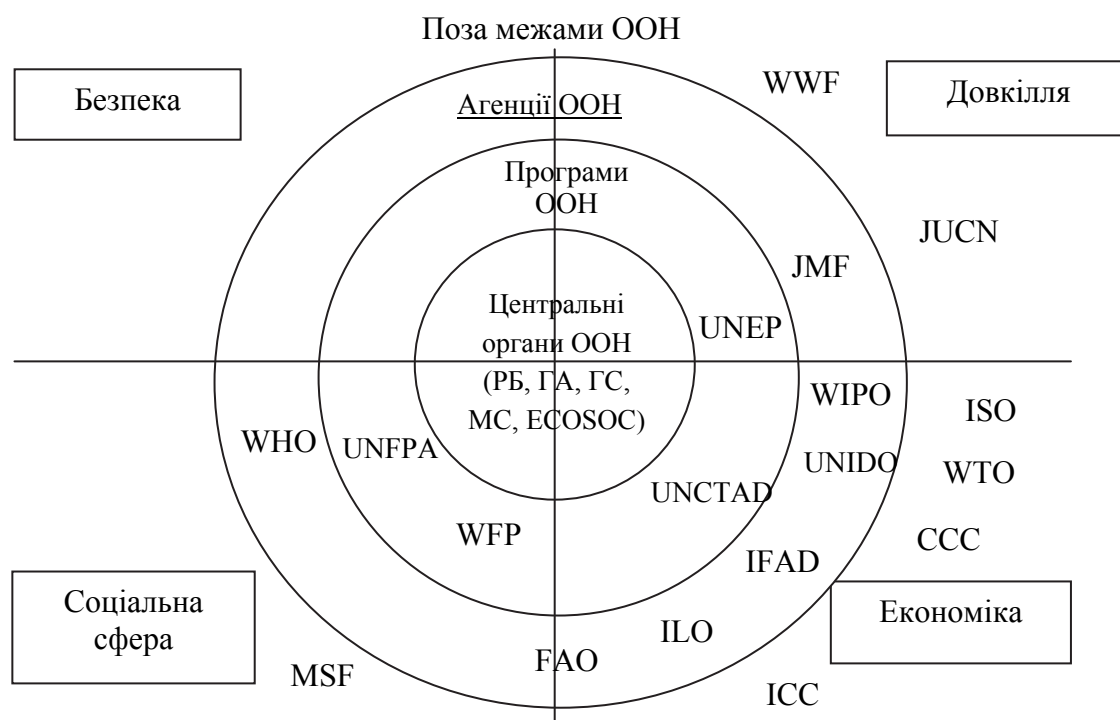 Поза межами ООН
Безпека
WWF
Довкілля
Агенції ООН
Програми
ООН
JUCN
JMF
Центральні
органи ООН
(РБ, ГА, ГС,
МС, ECOSOC)
UNEP
WIPO
ISO
WHO
UNFPA
UNIDO
WTO
UNCTAD
WFP
CCC
IFAD
Соціальна
сфера
Економіка
ILO
FAO
MSF
ICC